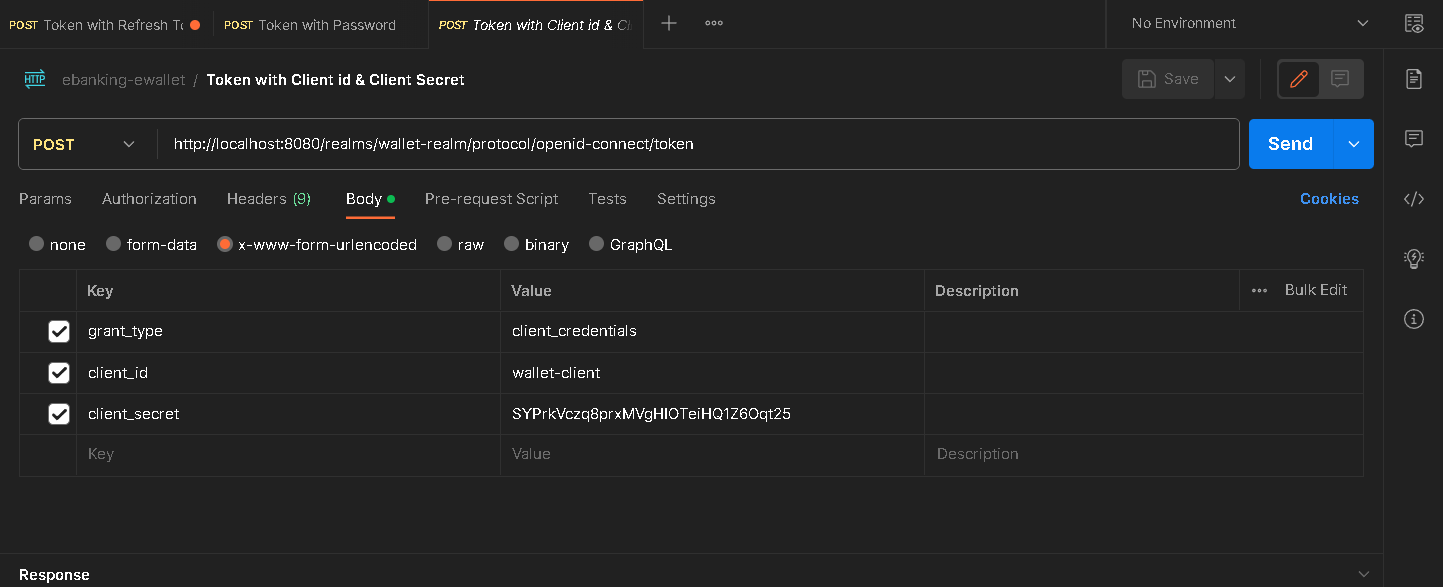 POST Token with Refresh To POST Token with Password POST Token with Client id & Cl No Environment
HTTP ebanking-ewallet / Token with Client id & Client Secret Save
POST http://localhost:8080/realms/wallet-realm/protocol/openid-connect/token Send
Params Authorization Headers (9) Body Pre-request Script Tests Settings Cookies
none form-data x-www-form-urlencoded raw binary GraphQL
Key Value Description Bulk Edit
grant_type client_credentials
client_id wallet-client
client_secret SYPrkVczq8prxMVgHIOTeiHQ1Z6Oqt25
Key Value Description
Response